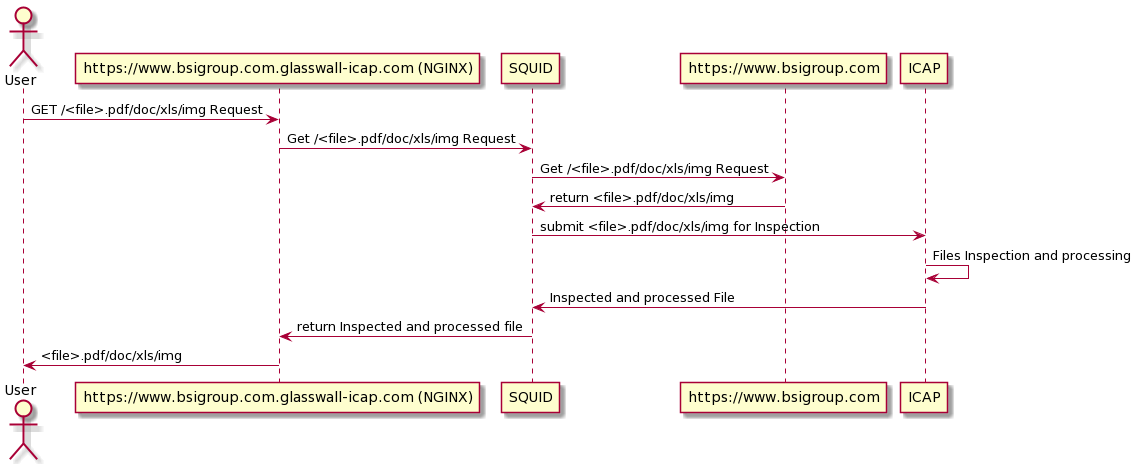 User
https://www.bsigroup.com.glasswall-icap.com (NGINX)
SQUID
https://www.bsigroup.com
ICAP
GET /<file>.pdf/doc/xls/img Request
Get /<file>.pdf/doc/xls/img Request
Get /<file>.pdf/doc/xls/img Request
return <file>.pdf/doc/xls/img
submit <file>.pdf/doc/xls/img for Inspection
Files Inspection and processing
Inspected and processed File
return Inspected and processed file
<file>.pdf/doc/xls/img
User
https://www.bsigroup.com.glasswall-icap.com (NGINX)
SQUID
https://www.bsigroup.com
ICAP